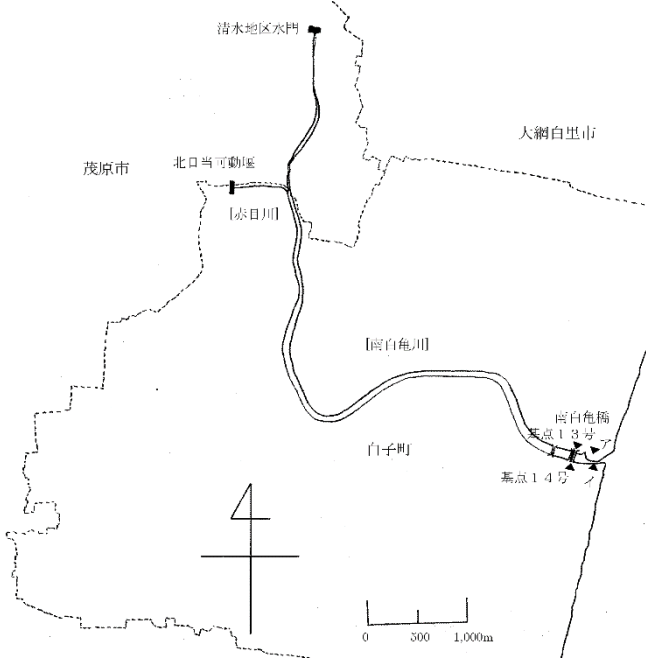 清水地区水門
大網白里市
茂原市
北日当可動堰
[赤目川]
[南白亀川]
南白亀橋
基点13号
ア
白子町
基点14号
イ
0 500 1,000m